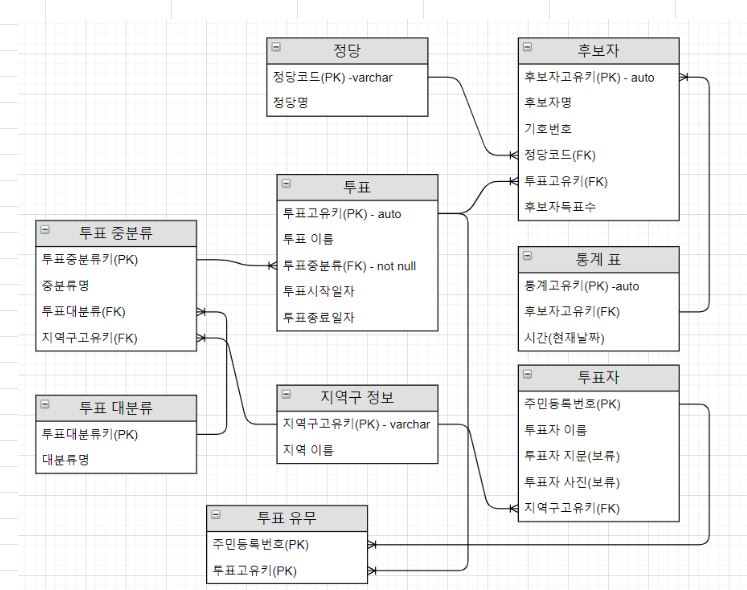 정당
정당코드(PK) -varchar
정당명
후보자
후보자고유키(PK) - auto
후보자명
기호번호
정당코드(FK)
투표고유키(FK)
후보자득표수
투표
투표고유키(PK) - auto
투표 이름
투표중분류(FK) - not null
투표시작일자
투표종료일자
투표 중분류
투표중분류키(PK)
중분류명
투표대분류(FK)
지역구고유키(FK)
통계 표
통계고유키(PK) -auto
후보자고유키(FK)
시간(현재날짜)
투표 대분류
투표대분류키(PK)
대분류명
지역구 정보
지역구고유키(PK) - varchar
지역 이름
투표자
주민등록번호(PK)
투표자 이름
투표자 지문(보류)
투표자 사진(보류)
지역구고유키(FK)
투표 유무
주민등록번호(PK)
투표고유키(PK)